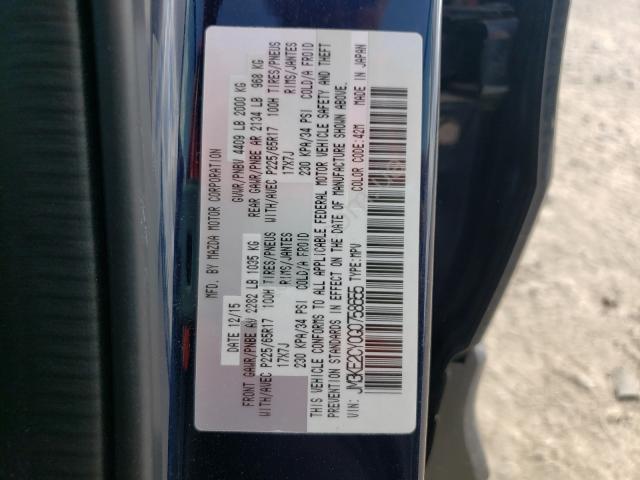 MFD. BY MAZDA MOTOR CORPORATION
DATE 12/15 GVWR/PNBV 4409 LB 2000 KG
FRONT GAWR/PNBE AV 2282 LB 1035 KG REAR GAWR/PNBE AR 2134 LB 968 KG
WITH/AVEC P225/65R17 100H TIRES/PNEUS WITH/AVEC P225/65R17 100H TIRES/PNEUS
17X7J RIMS/JANTES 17X7J RIMS/JANTES
230 KPA/34 PSI COLD/A FROID 230 KPA/34 PSI COLD/A FROID
THIS VEHICLE CONFORMS TO ALL APPLICABLE FEDERAL MOTOR VEHICLE SAFETY AND THEFT
PREVENTION STANDARDS IN EFFECT ON THE DATE OF MANUFACTURE SHOWN ABOVE.
VIN: JM3KE2CY0G0758655 TYPE:MPV COLOR CODE:42M MADE IN JAPAN